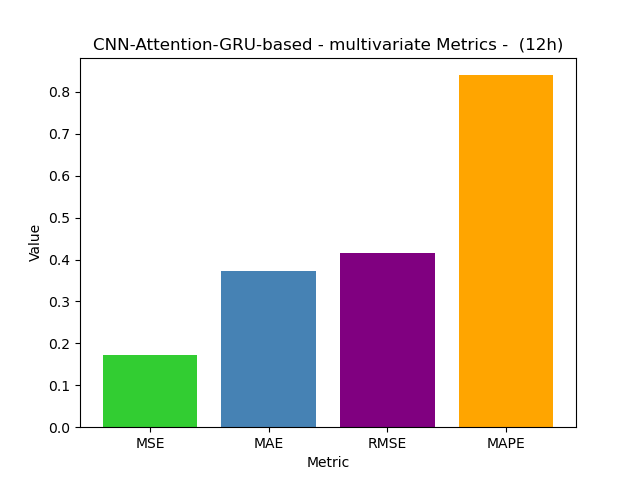 CNN-Attention-GRU-based - multivariate Metrics -  (12h)
0.8
0.7
0.6
0.5
0.4
0.3
0.2
0.1
0.0
Value
MSE MAE RMSE MAPE
Metric